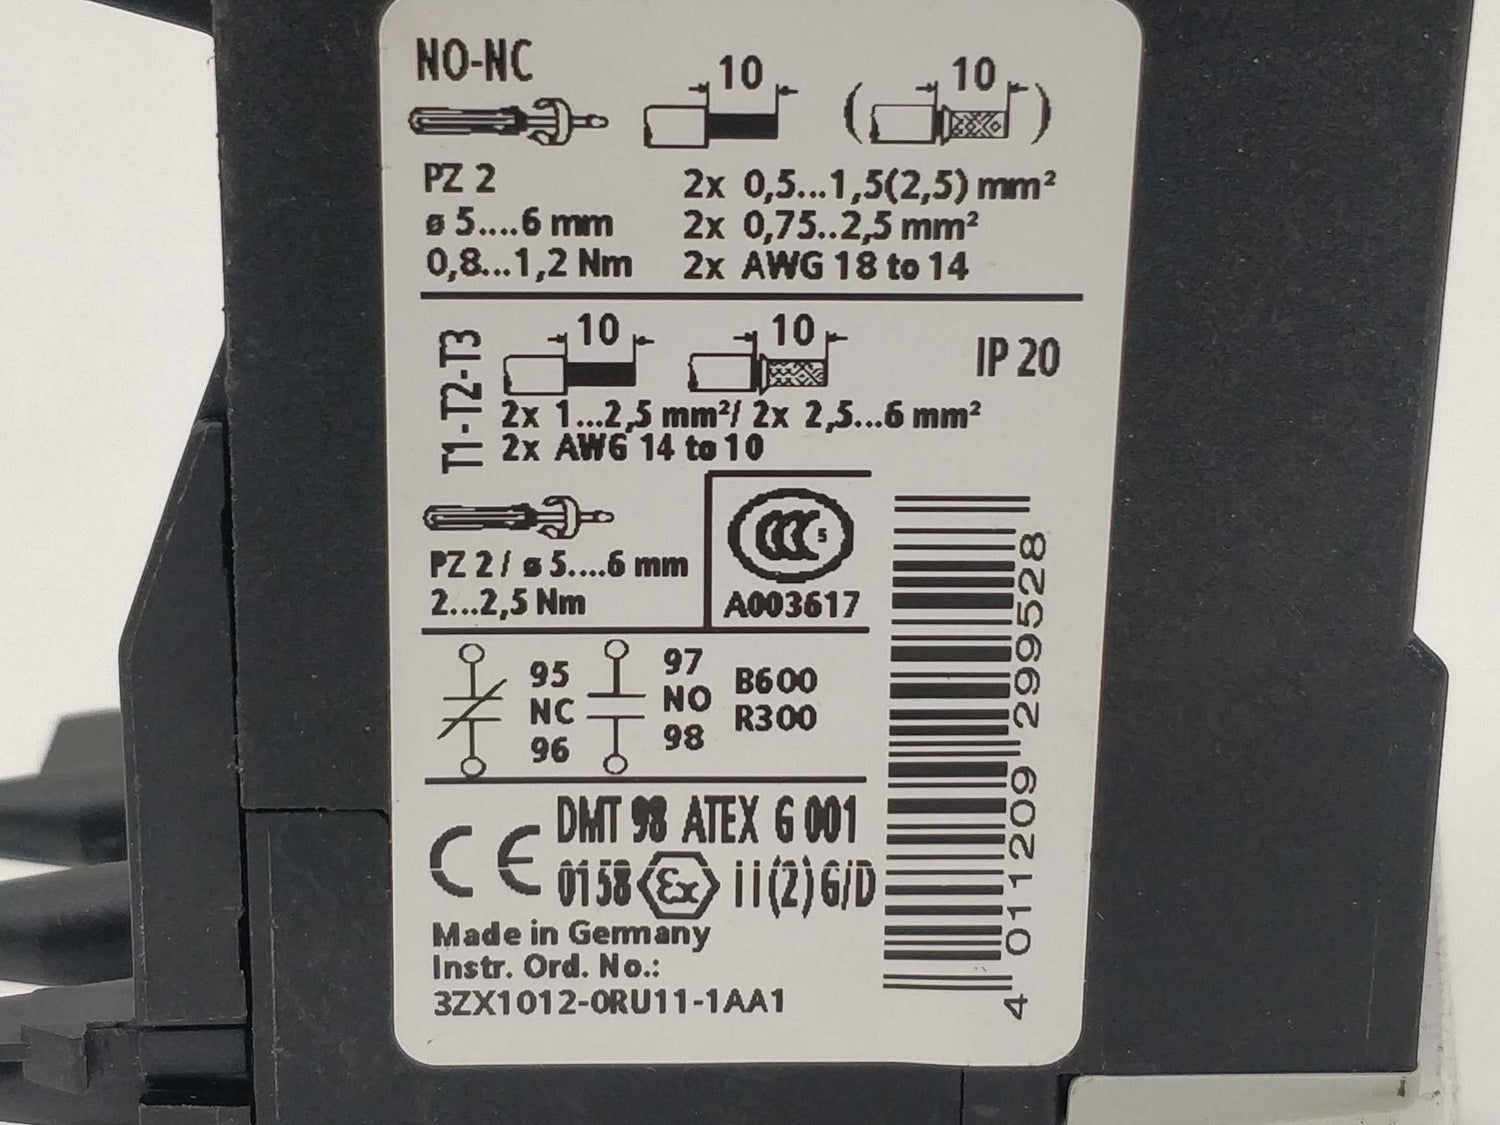 NO-NC
10
10
PZ 2
ø 5....6 mm
0,8...1,2 Nm
2x 0,5...1,5(2,5) mm²
2x 0,75..2,5 mm²
2x AWG 18 to 14
T1-T2-T3
10
10
IP 20
2x 1...2,5 mm²/ 2x 2,5...6 mm²
2x AWG 14 to 10
PZ 2 / ø 5....6 mm
2...2,5 Nm
CCC 5
A003617
95
NC
96
97
NO
98
B600
R300
CE
DMT 98 ATEX G 001
0158 Ex ii(2)G/D
Made in Germany
Instr. Ord. No.:
3ZX1012-0RU11-1AA1
4 011209 299528